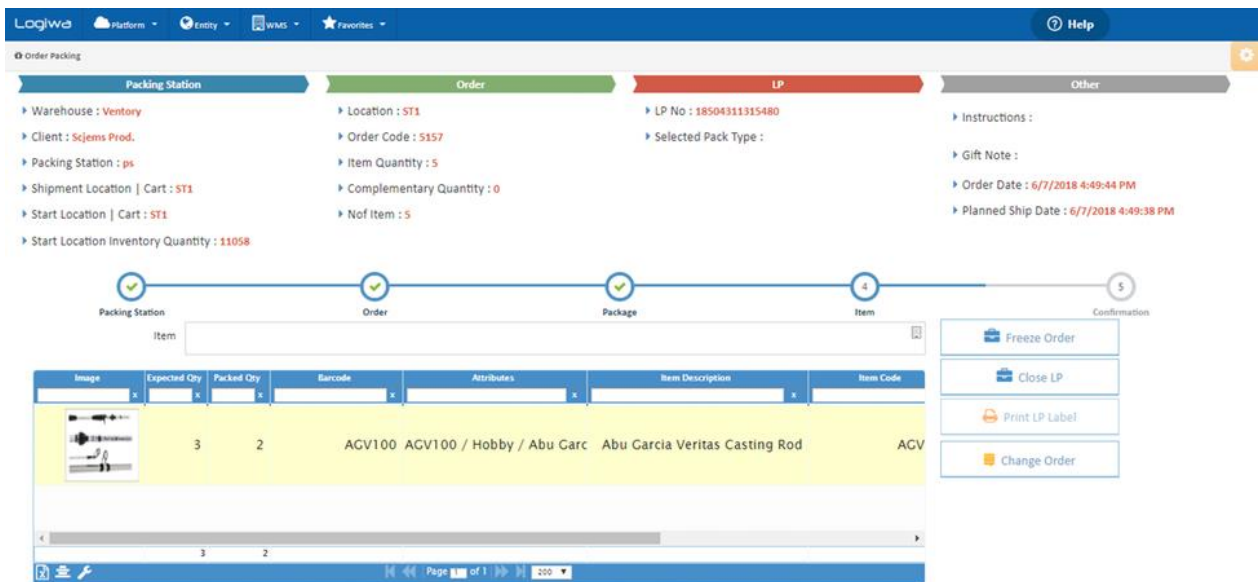 Logiwa Platform Entity WMS Favorites Help
Order Packing
Packing Station Order LP Other
Warehouse : Ventory
Client : Scjems Prod.
Packing Station : ps
Shipment Location | Cart : ST1
Start Location | Cart : ST1
Start Location Inventory Quantity : 11058
Location : ST1
Order Code : 5157
Item Quantity : 5
Complementary Quantity : 0
Nof Item : 5
LP No : 18504311315480
Selected Pack Type :
Instructions :
Gift Note :
Order Date : 6/7/2018 4:49:44 PM
Planned Ship Date : 6/7/2018 4:49:38 PM
4 5
Packing Station Order Package Item Confirmation
Item
Freeze Order
Close LP
Print LP Label
Change Order
Image Expected Qty Packed Qty Barcode Attributes Item Description Item Code
x x x x x x
3 2 AGV100 AGV100 / Hobby / Abu Garc Abu Garcia Veritas Casting Rod AGV
3 2
Page 1 of 1 200